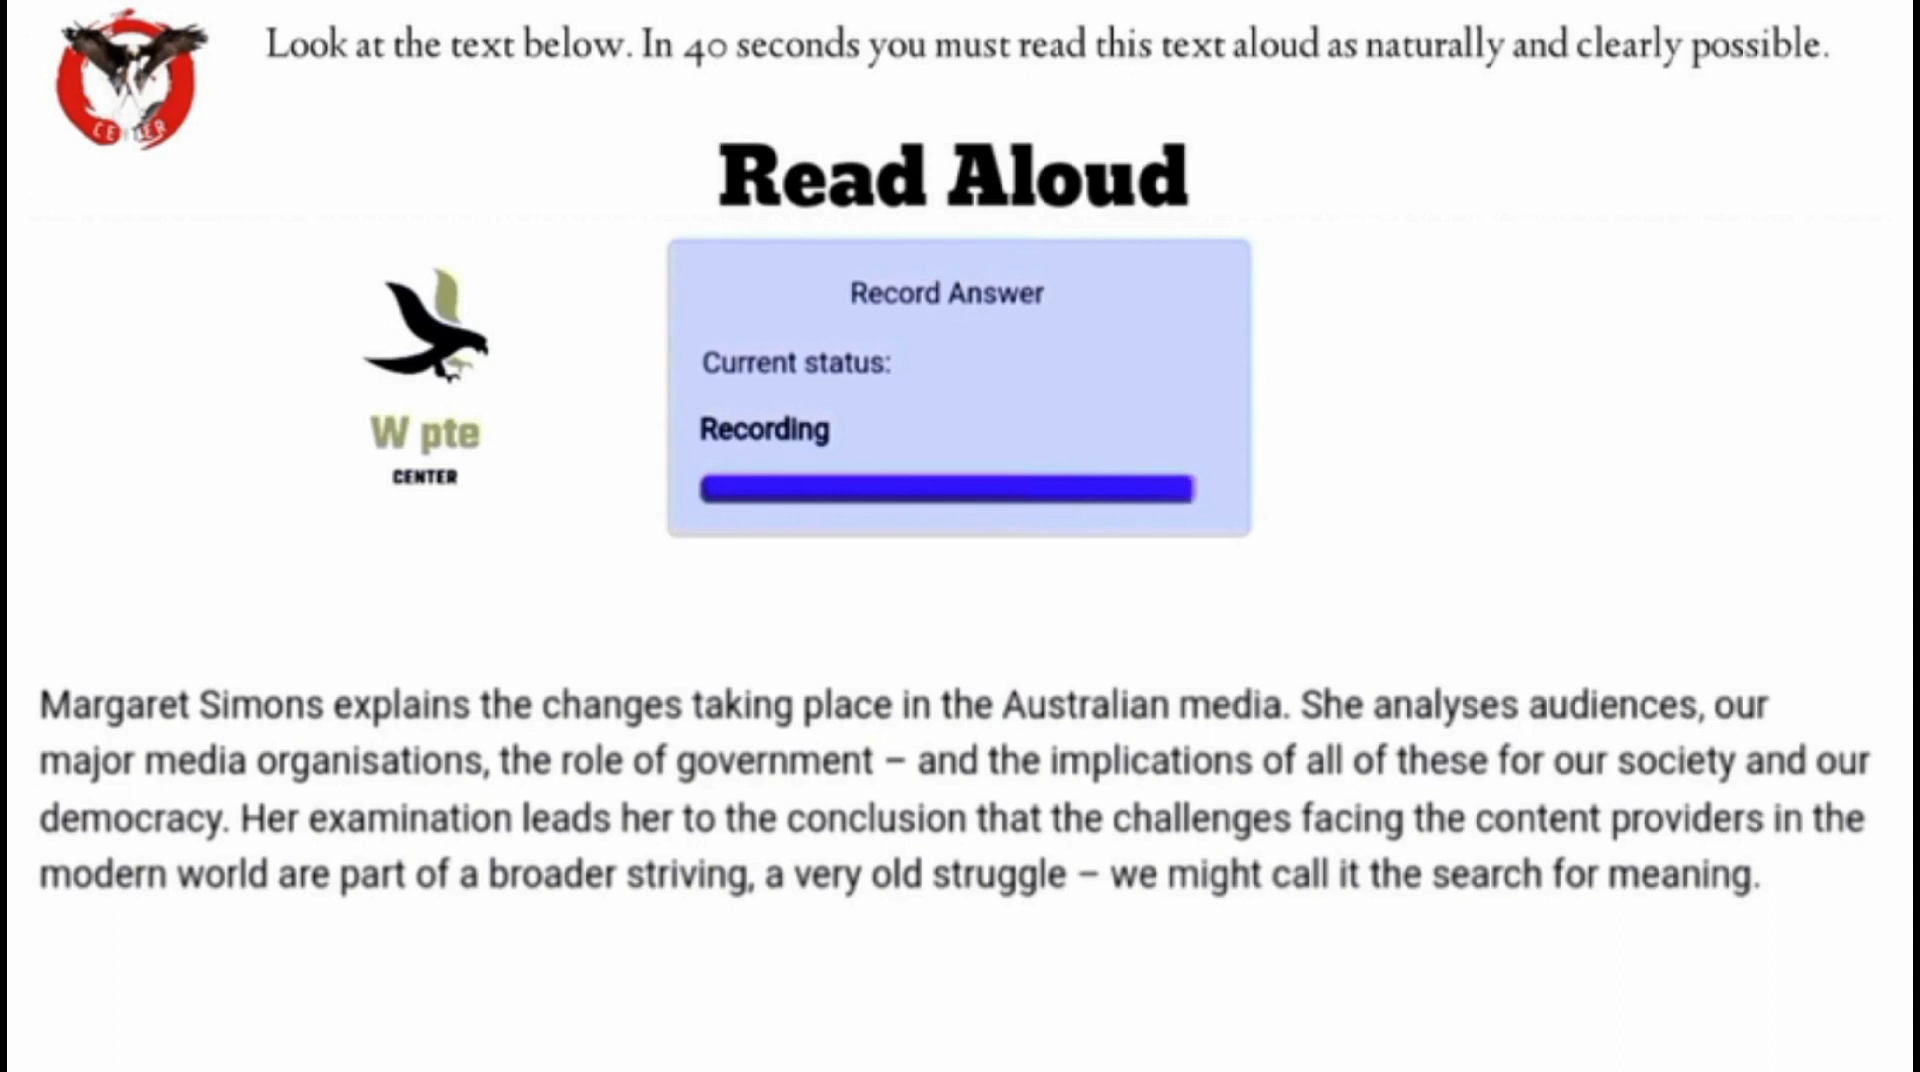 Look at the text below. In 40 seconds you must read this text aloud as naturally and clearly possible.
CENTER
Read Aloud
Record Answer
Current status:
Recording
W pte
CENTER
Margaret Simons explains the changes taking place in the Australian media. She analyses audiences, our
major media organisations, the role of government – and the implications of all of these for our society and our
democracy. Her examination leads her to the conclusion that the challenges facing the content providers in the
modern world are part of a broader striving, a very old struggle – we might call it the search for meaning.